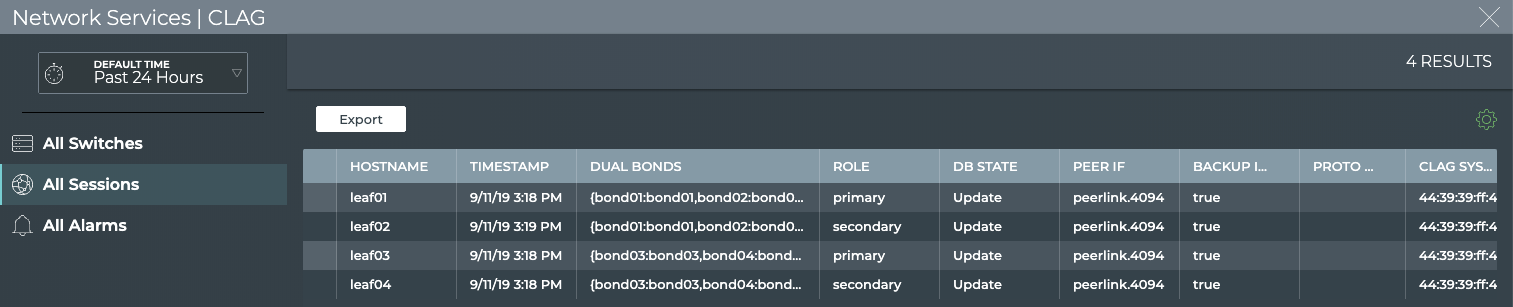 Network Services | CLAG
DEFAULT TIME
Past 24 Hours
4 RESULTS
All Switches
All Sessions
All Alarms
Export
HOSTNAME TIMESTAMP DUAL BONDS ROLE DB STATE PEER IF BACKUP I... PROTO ... CLAG SYS...
leaf01 9/11/19 3:18 PM {bond01:bond01,bond02:bond0... primary Update peerlink.4094 true 44:39:39:ff:4
leaf02 9/11/19 3:19 PM {bond01:bond01,bond02:bond0... secondary Update peerlink.4094 true 44:39:39:ff:4
leaf03 9/11/19 3:18 PM {bond03:bond03,bond04:bond... primary Update peerlink.4094 true 44:39:39:ff:4
leaf04 9/11/19 3:18 PM {bond03:bond03,bond04:bond... secondary Update peerlink.4094 true 44:39:39:ff:4